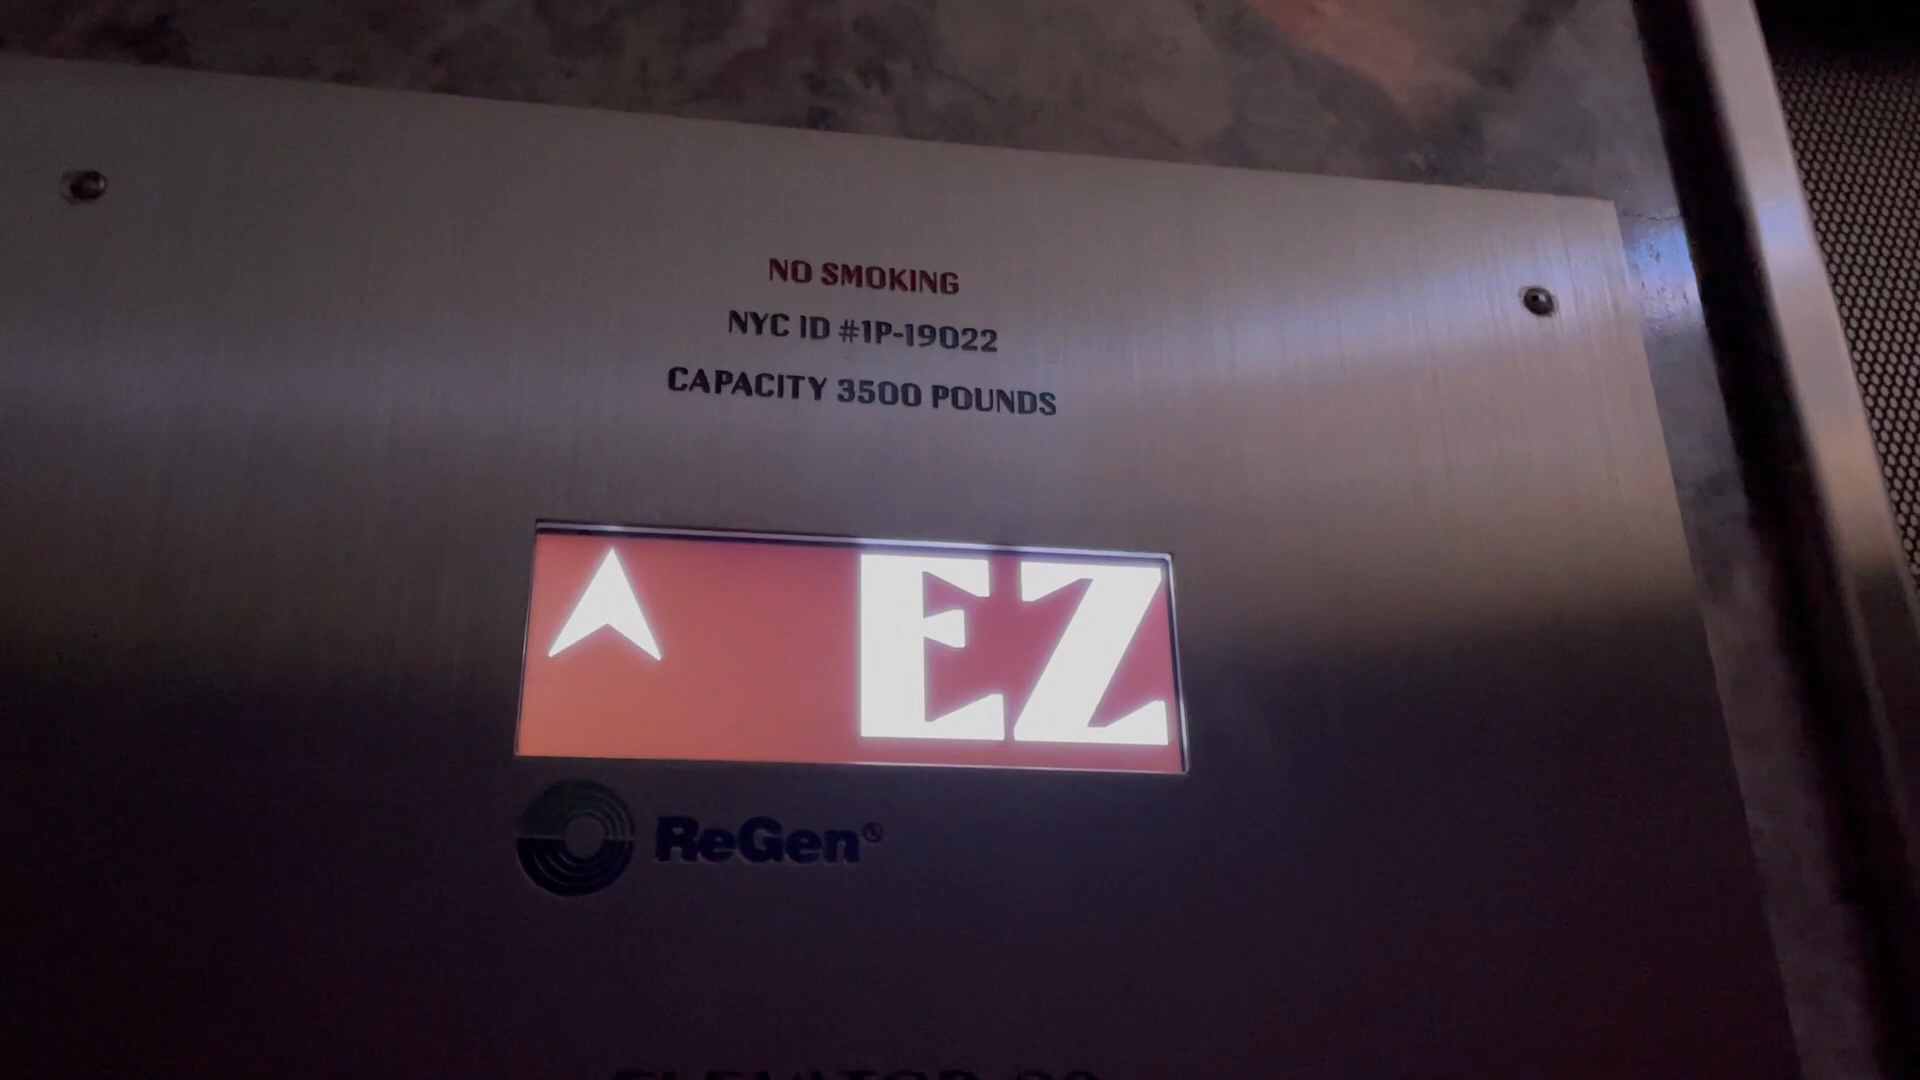 NO SMOKING
NYC ID #1P-19022
CAPACITY 3500 POUNDS
EZ
ReGen®